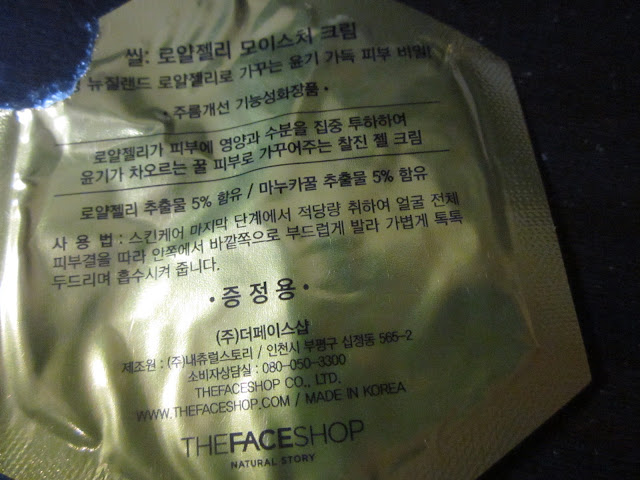 씰: 로얄젤리 모이스처 크림
뉴질랜드 로얄젤리로 가꾸는 윤기 가득 피부 비밀!
• 주름개선 기능성화장품 •
로얄젤리가 피부에 영양과 수분을 집중 투하하여
윤기가 차오르는 꿀 피부로 가꾸어주는 찰진 젤 크림
로얄젤리 추출물 5% 함유 / 마누카꿀 추출물 5% 함유
사 용 법 : 스킨케어 마지막 단계에서 적당량 취하여 얼굴 전체
피부결을 따라 안쪽에서 바깥쪽으로 부드럽게 발라 가볍게 톡톡
두드리며 흡수시켜 줍니다.
• 증 정 용 •
(주)더페이스샵
제조원 : (주)내츄럴스토리 / 인천시 부평구 십정동 565-2
소비자상담실 : 080-050-3300
THEFACESHOP CO., LTD.
WWW.THEFACESHOP.COM / MADE IN KOREA
THEFACESHOP
NATURAL STORY